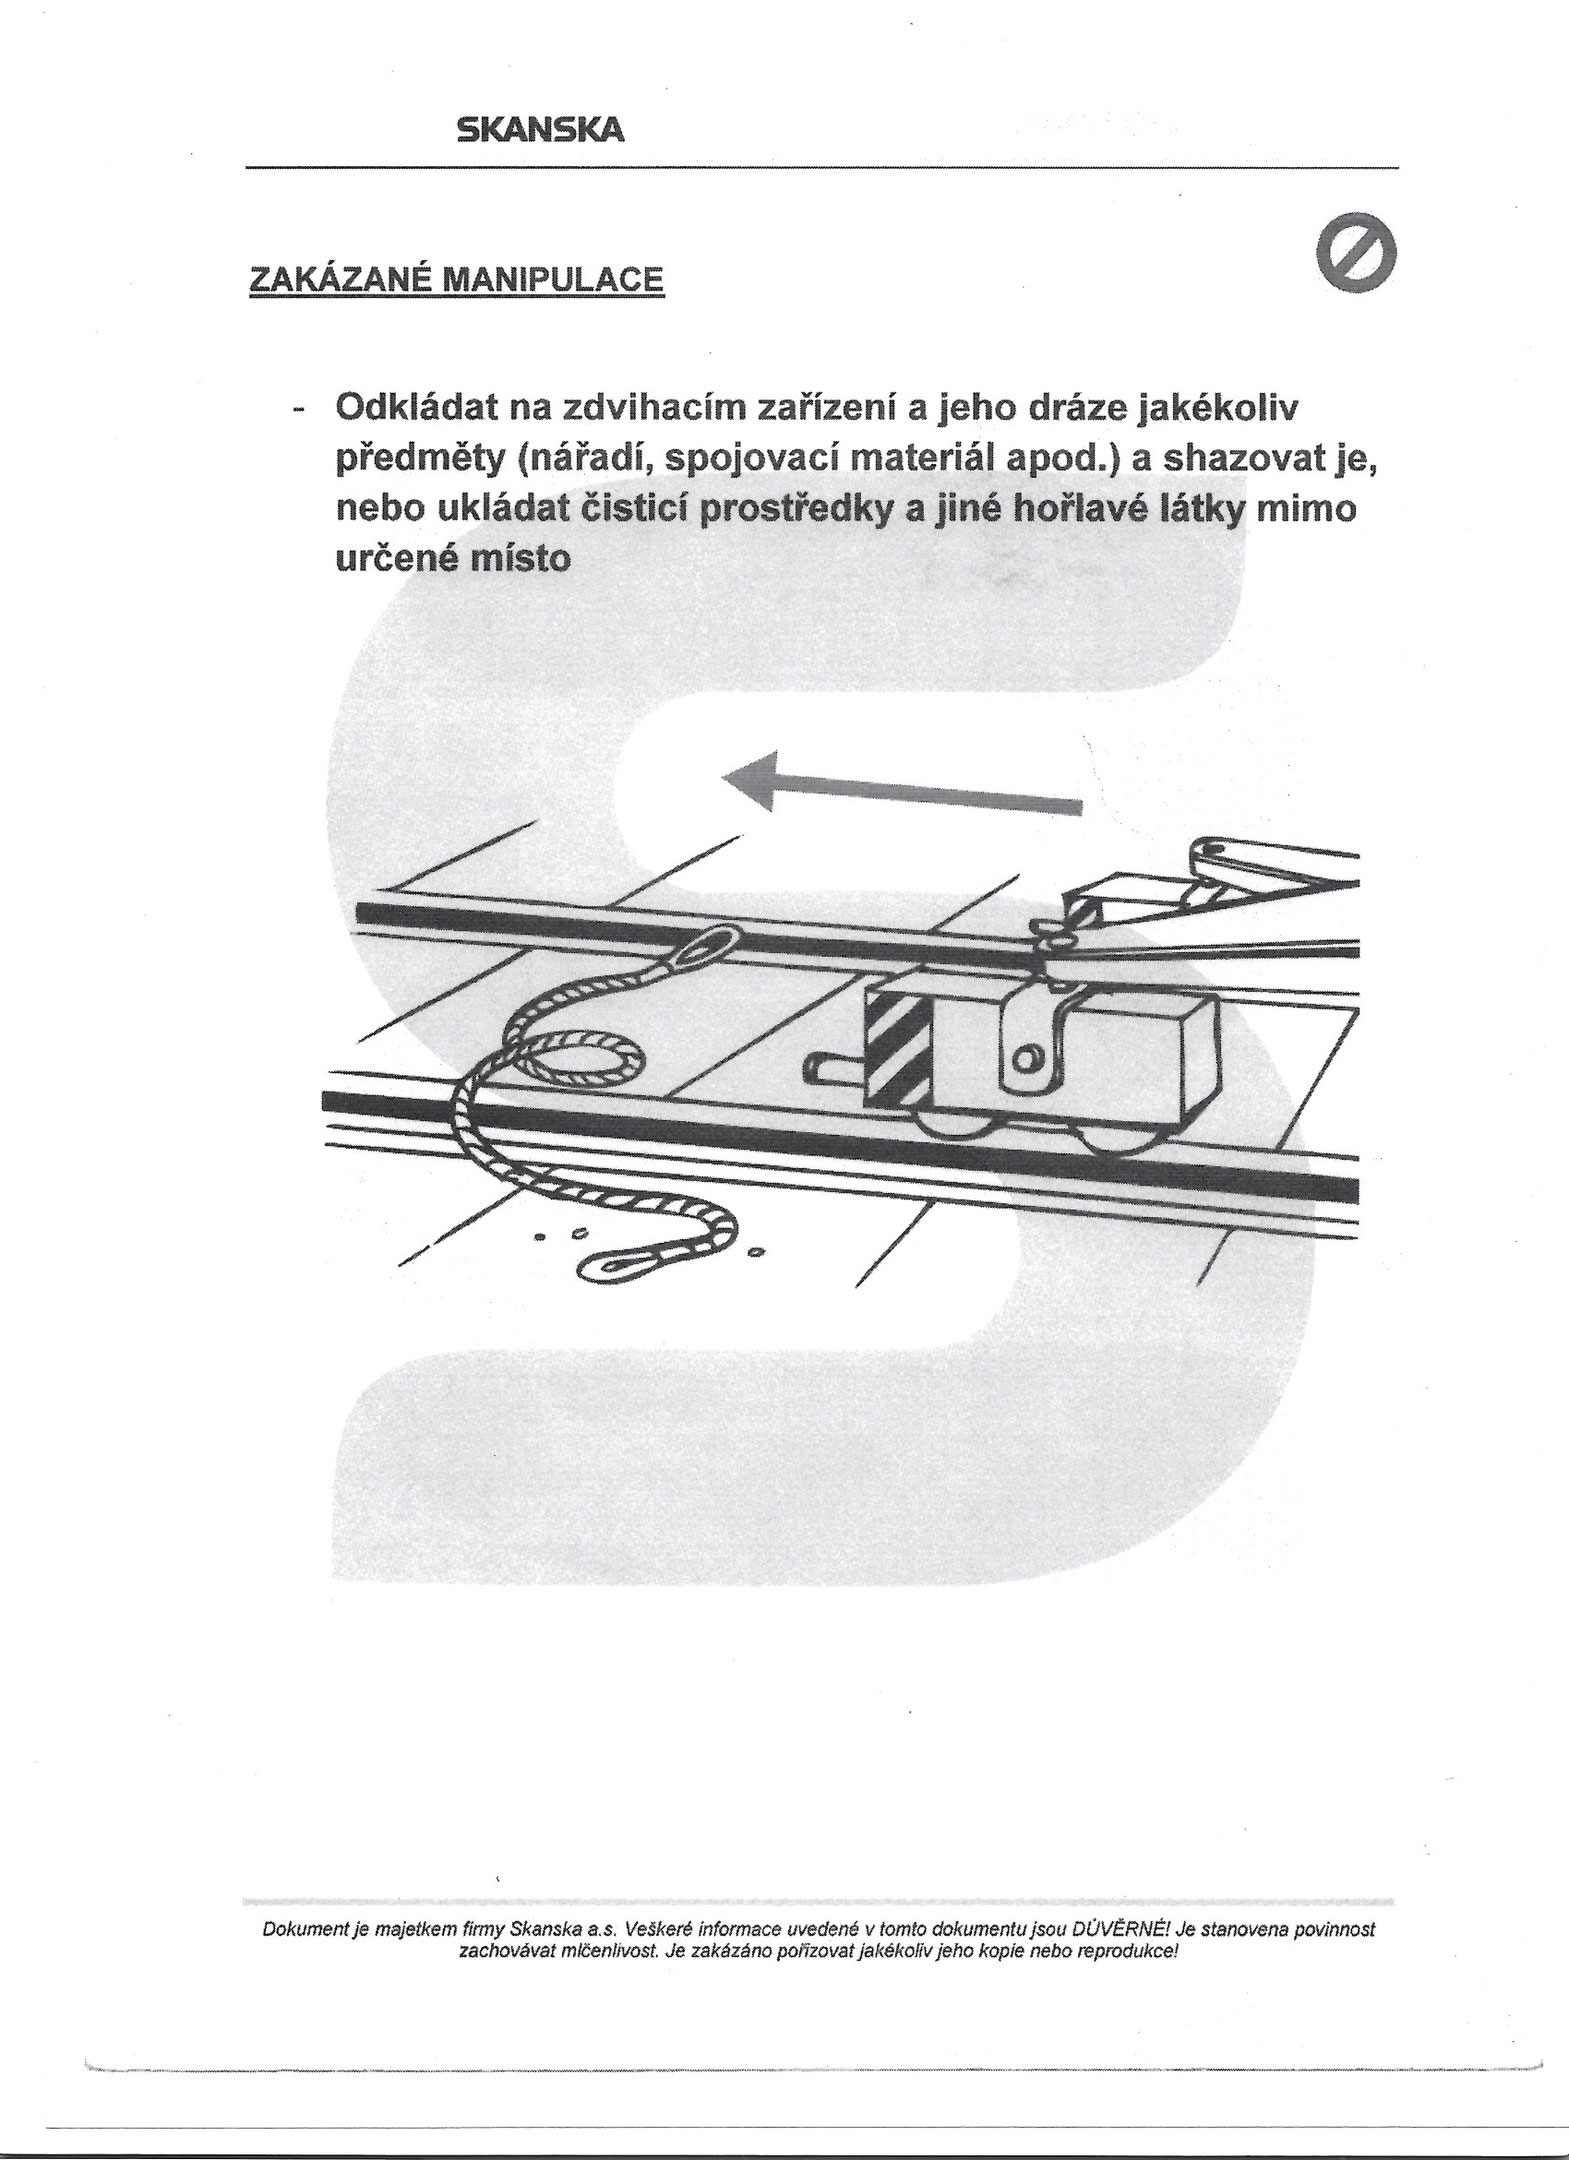 SKANSKA
ZAKÁZANÉ MANIPULACE
- Odkládat na zdvihacím zařízení a jeho dráze jakékoliv
předměty (nářadí, spojovací materiál apod.) a shazovat je,
nebo ukládat čisticí prostředky a jiné hořlavé látky mimo
určené místo
Dokument je majetkem firmy Skanska a.s. Veškeré informace uvedené v tomto dokumentu jsou DŮVĚRNÉ! Je stanovena povinnost
zachovávat mlčenlivost. Je zakázáno pořizovat jakékoliv jeho kopie nebo reprodukce!